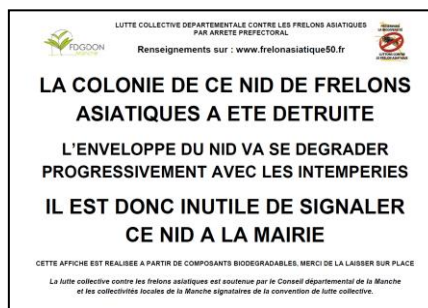 LUTTE COLLECTIVE DEPARTEMENTALE CONTRE LES FRELONS ASIATIQUES
PAR ARRETE PREFECTORAL
FDGDON
Renseignements sur : www.frelonasiatique50.fr
LA COLONIE DE CE NID DE FRELONS
ASIATIQUES A ETE DETRUITE
L'ENVELOPPE DU NID VA SE DEGRADER
PROGRESSIVEMENT AVEC LES INTEMPERIES
IL EST DONC INUTILE DE SIGNALER
CE NID A LA MAIRIE
CETTE AFFICHE EST REALISEE A PARTIR DE COMPOSANTS BIODEGRADABLES, MERCI DE LA LAISSER SUR PLACE
La lutte collective contre les frelons asiatiques est soutenue par le Conseil départemental de la Manche
et les collectivités locales de la Manche signataires de la convention de lutte collective.